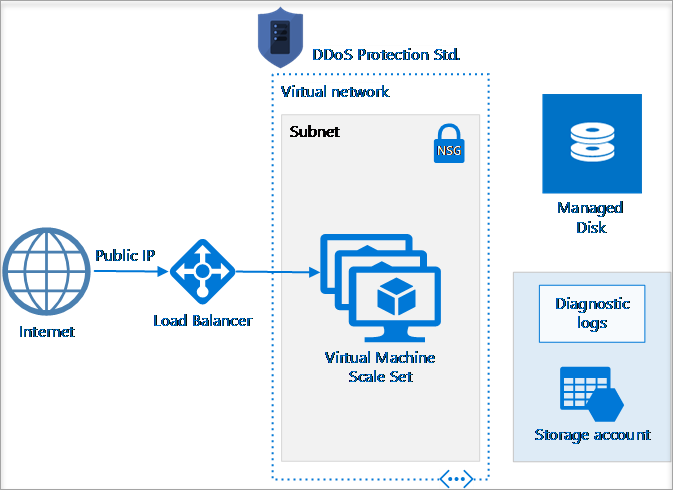 DDoS Protection Std.
Virtual network
Subnet
NSG
Managed
Disk
Public IP
Internet
Load Balancer
Virtual Machine
Scale Set
Diagnostic
logs
Storage account